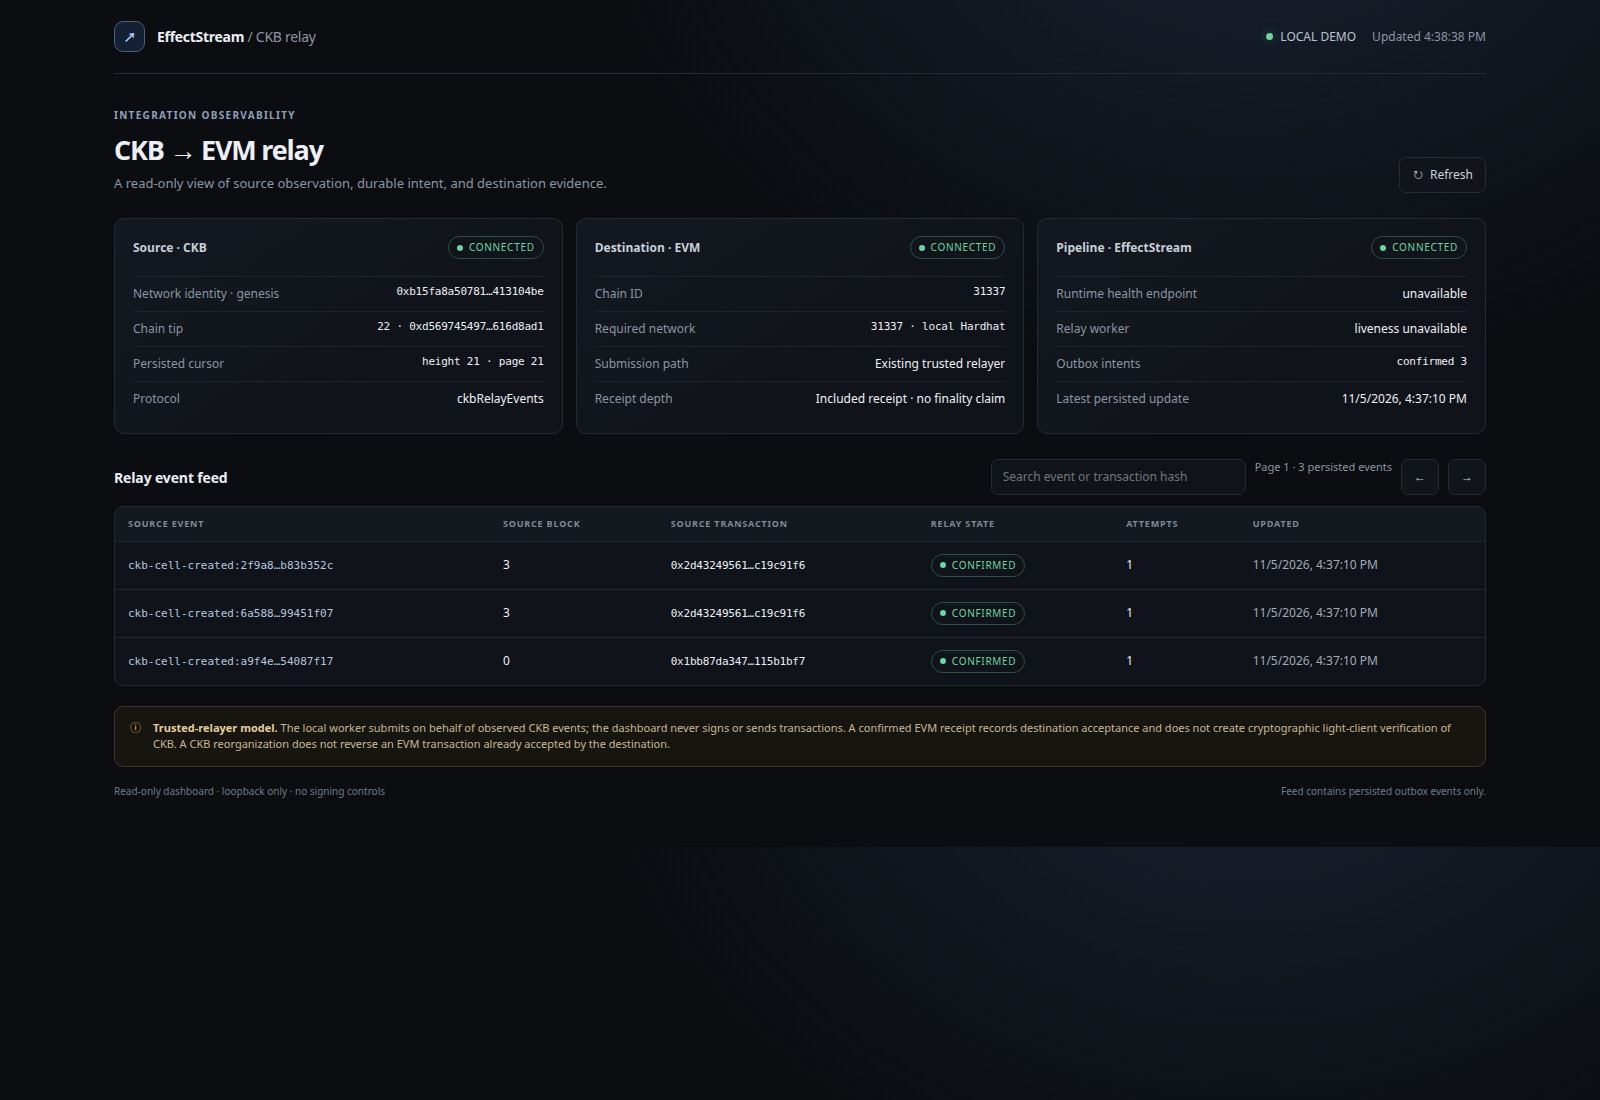 ↗ EffectStream / CKB relay
LOCAL DEMO Updated 4:38:38 PM
INTEGRATION OBSERVABILITY
CKB → EVM relay
A read-only view of source observation, durable intent, and destination evidence.
↻ Refresh
Source · CKB CONNECTED
Network identity · genesis 0xb15fa8a50781…413104be
Chain tip 22 · 0xd569745497…616d8ad1
Persisted cursor height 21 · page 21
Protocol ckbRelayEvents
Destination · EVM CONNECTED
Chain ID 31337
Required network 31337 · local Hardhat
Submission path Existing trusted relayer
Receipt depth Included receipt · no finality claim
Pipeline · EffectStream CONNECTED
Runtime health endpoint unavailable
Relay worker liveness unavailable
Outbox intents confirmed 3
Latest persisted update 11/5/2026, 4:37:10 PM
Relay event feed
Search event or transaction hash Page 1 · 3 persisted events ← →
SOURCE EVENT SOURCE BLOCK SOURCE TRANSACTION RELAY STATE ATTEMPTS UPDATED
ckb-cell-created:2f9a8…b83b352c 3 0x2d43249561…c19c91f6 CONFIRMED 1 11/5/2026, 4:37:10 PM
ckb-cell-created:6a588…99451f07 3 0x2d43249561…c19c91f6 CONFIRMED 1 11/5/2026, 4:37:10 PM
ckb-cell-created:a9f4e…54087f17 0 0x1bb87da347…115b1bf7 CONFIRMED 1 11/5/2026, 4:37:10 PM
ⓘ Trusted-relayer model. The local worker submits on behalf of observed CKB events; the dashboard never signs or sends transactions. A confirmed EVM receipt records destination acceptance and does not create cryptographic light-client verification of
CKB. A CKB reorganization does not reverse an EVM transaction already accepted by the destination.
Read-only dashboard · loopback only · no signing controls
Feed contains persisted outbox events only.